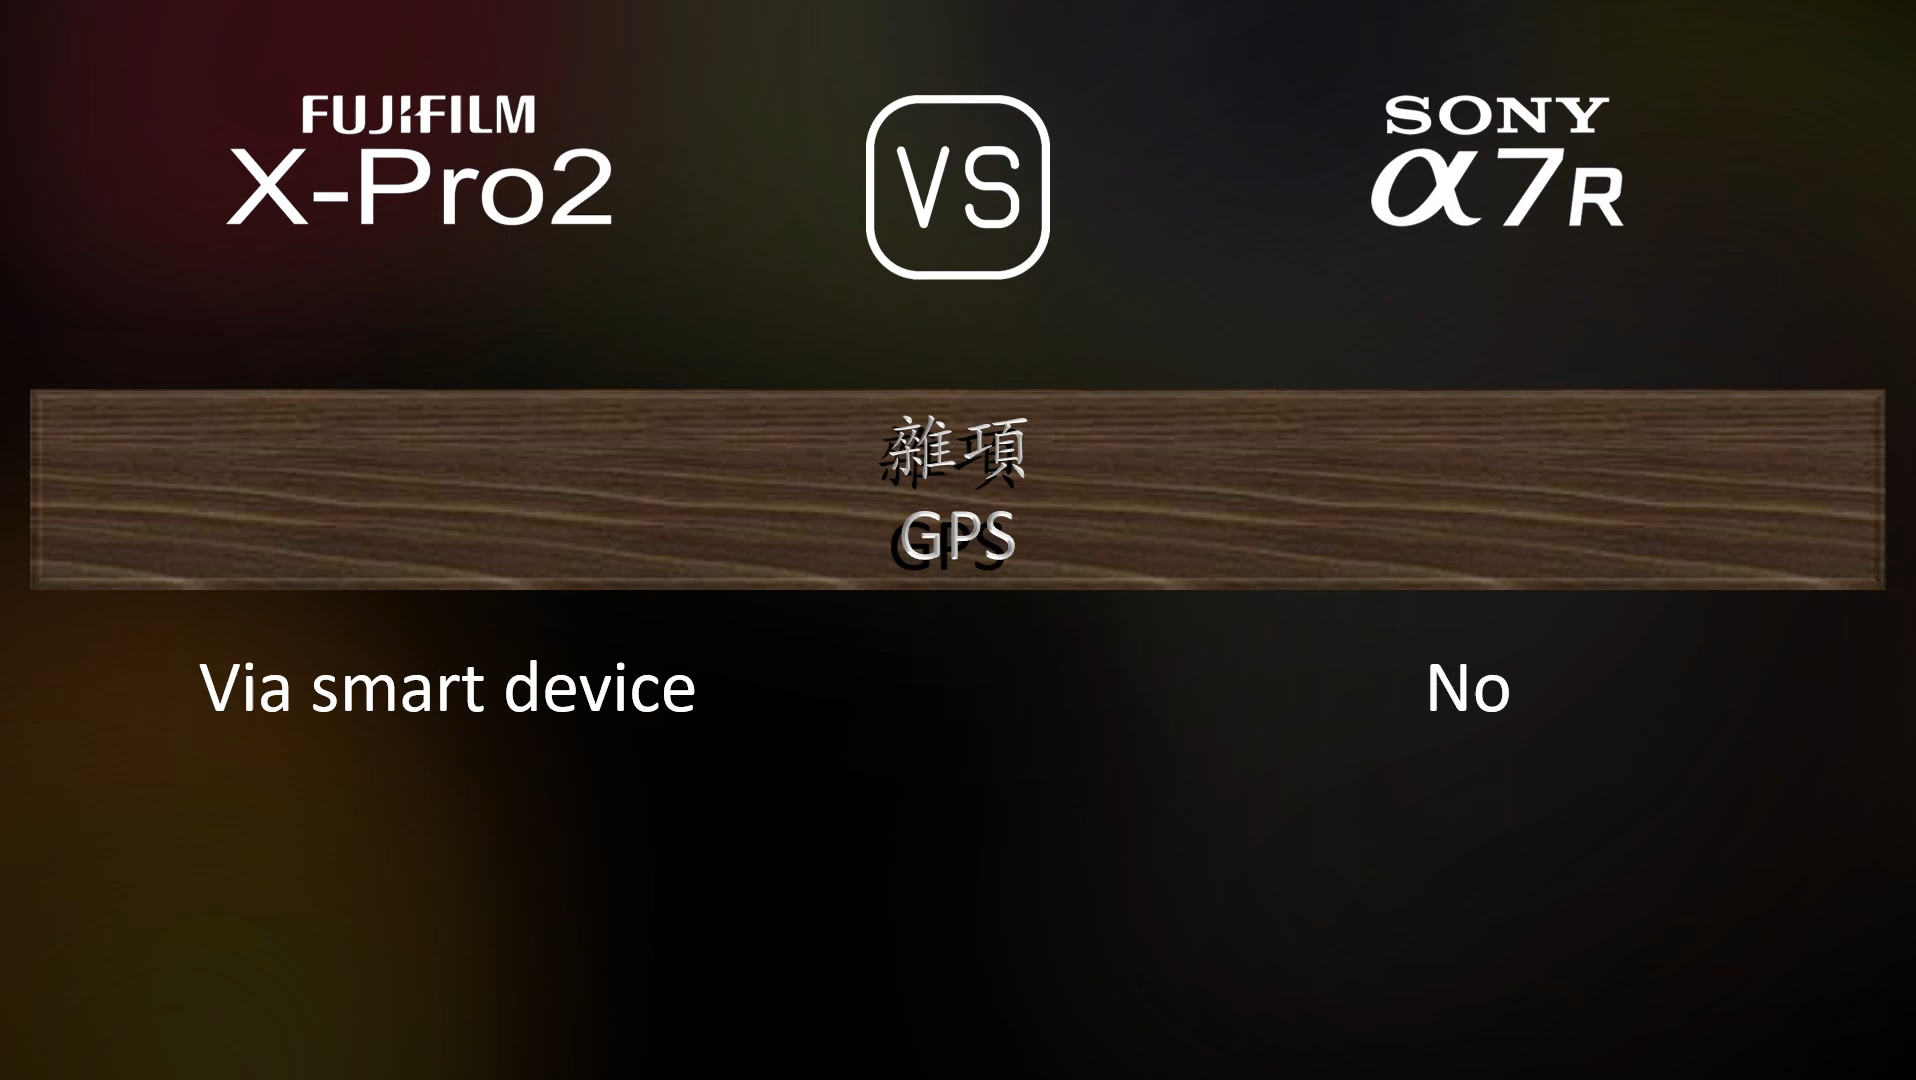 FUJIFILM
X-Pro2
VS
SONY
α7R
雜項
GPS
Via smart device
No